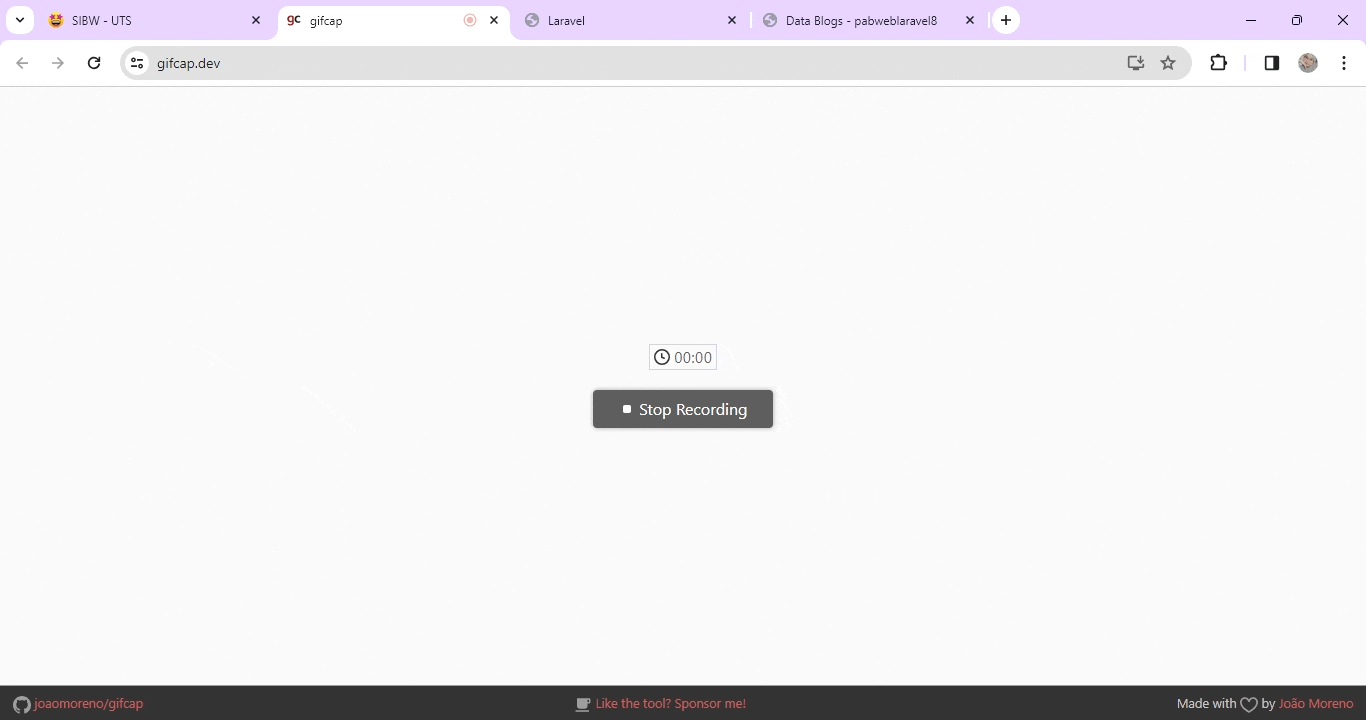 SIBW - UTS
gc gifcap
Laravel
Data Blogs - pabweblaravel8
gifcap.dev
00:00
Stop Recording
joaomoreno/gifcap
Like the tool? Sponsor me!
Made with by João Moreno